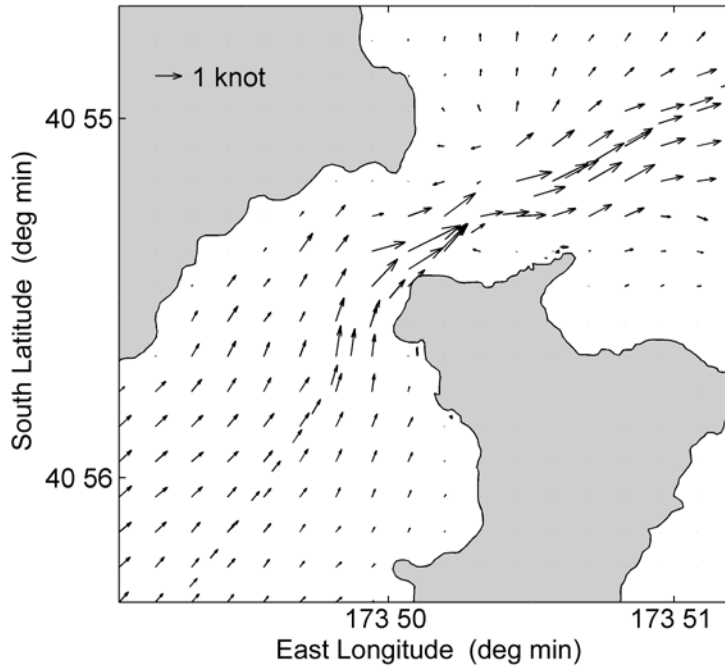 1 knot
40 55
South Latitude (deg min)
40 56
173 50
173 51
East Longitude (deg min)